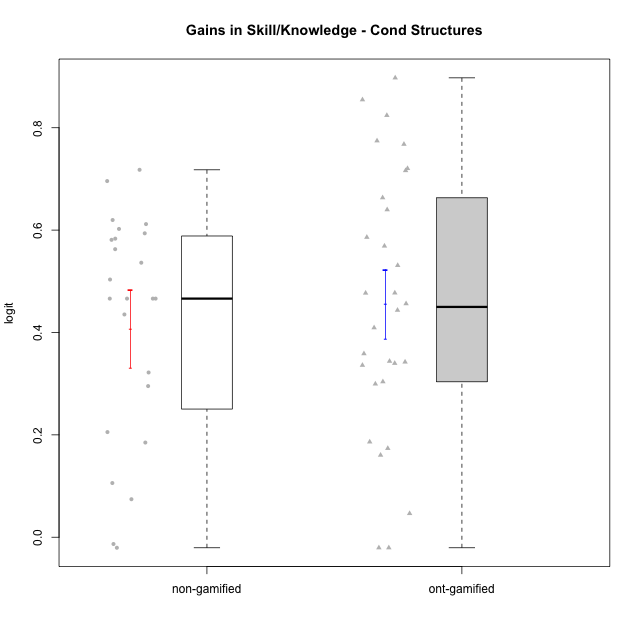 Gains in Skill/Knowledge - Cond Structures
logit
0.8
0.6
0.4
0.2
0.0
non-gamified
ont-gamified